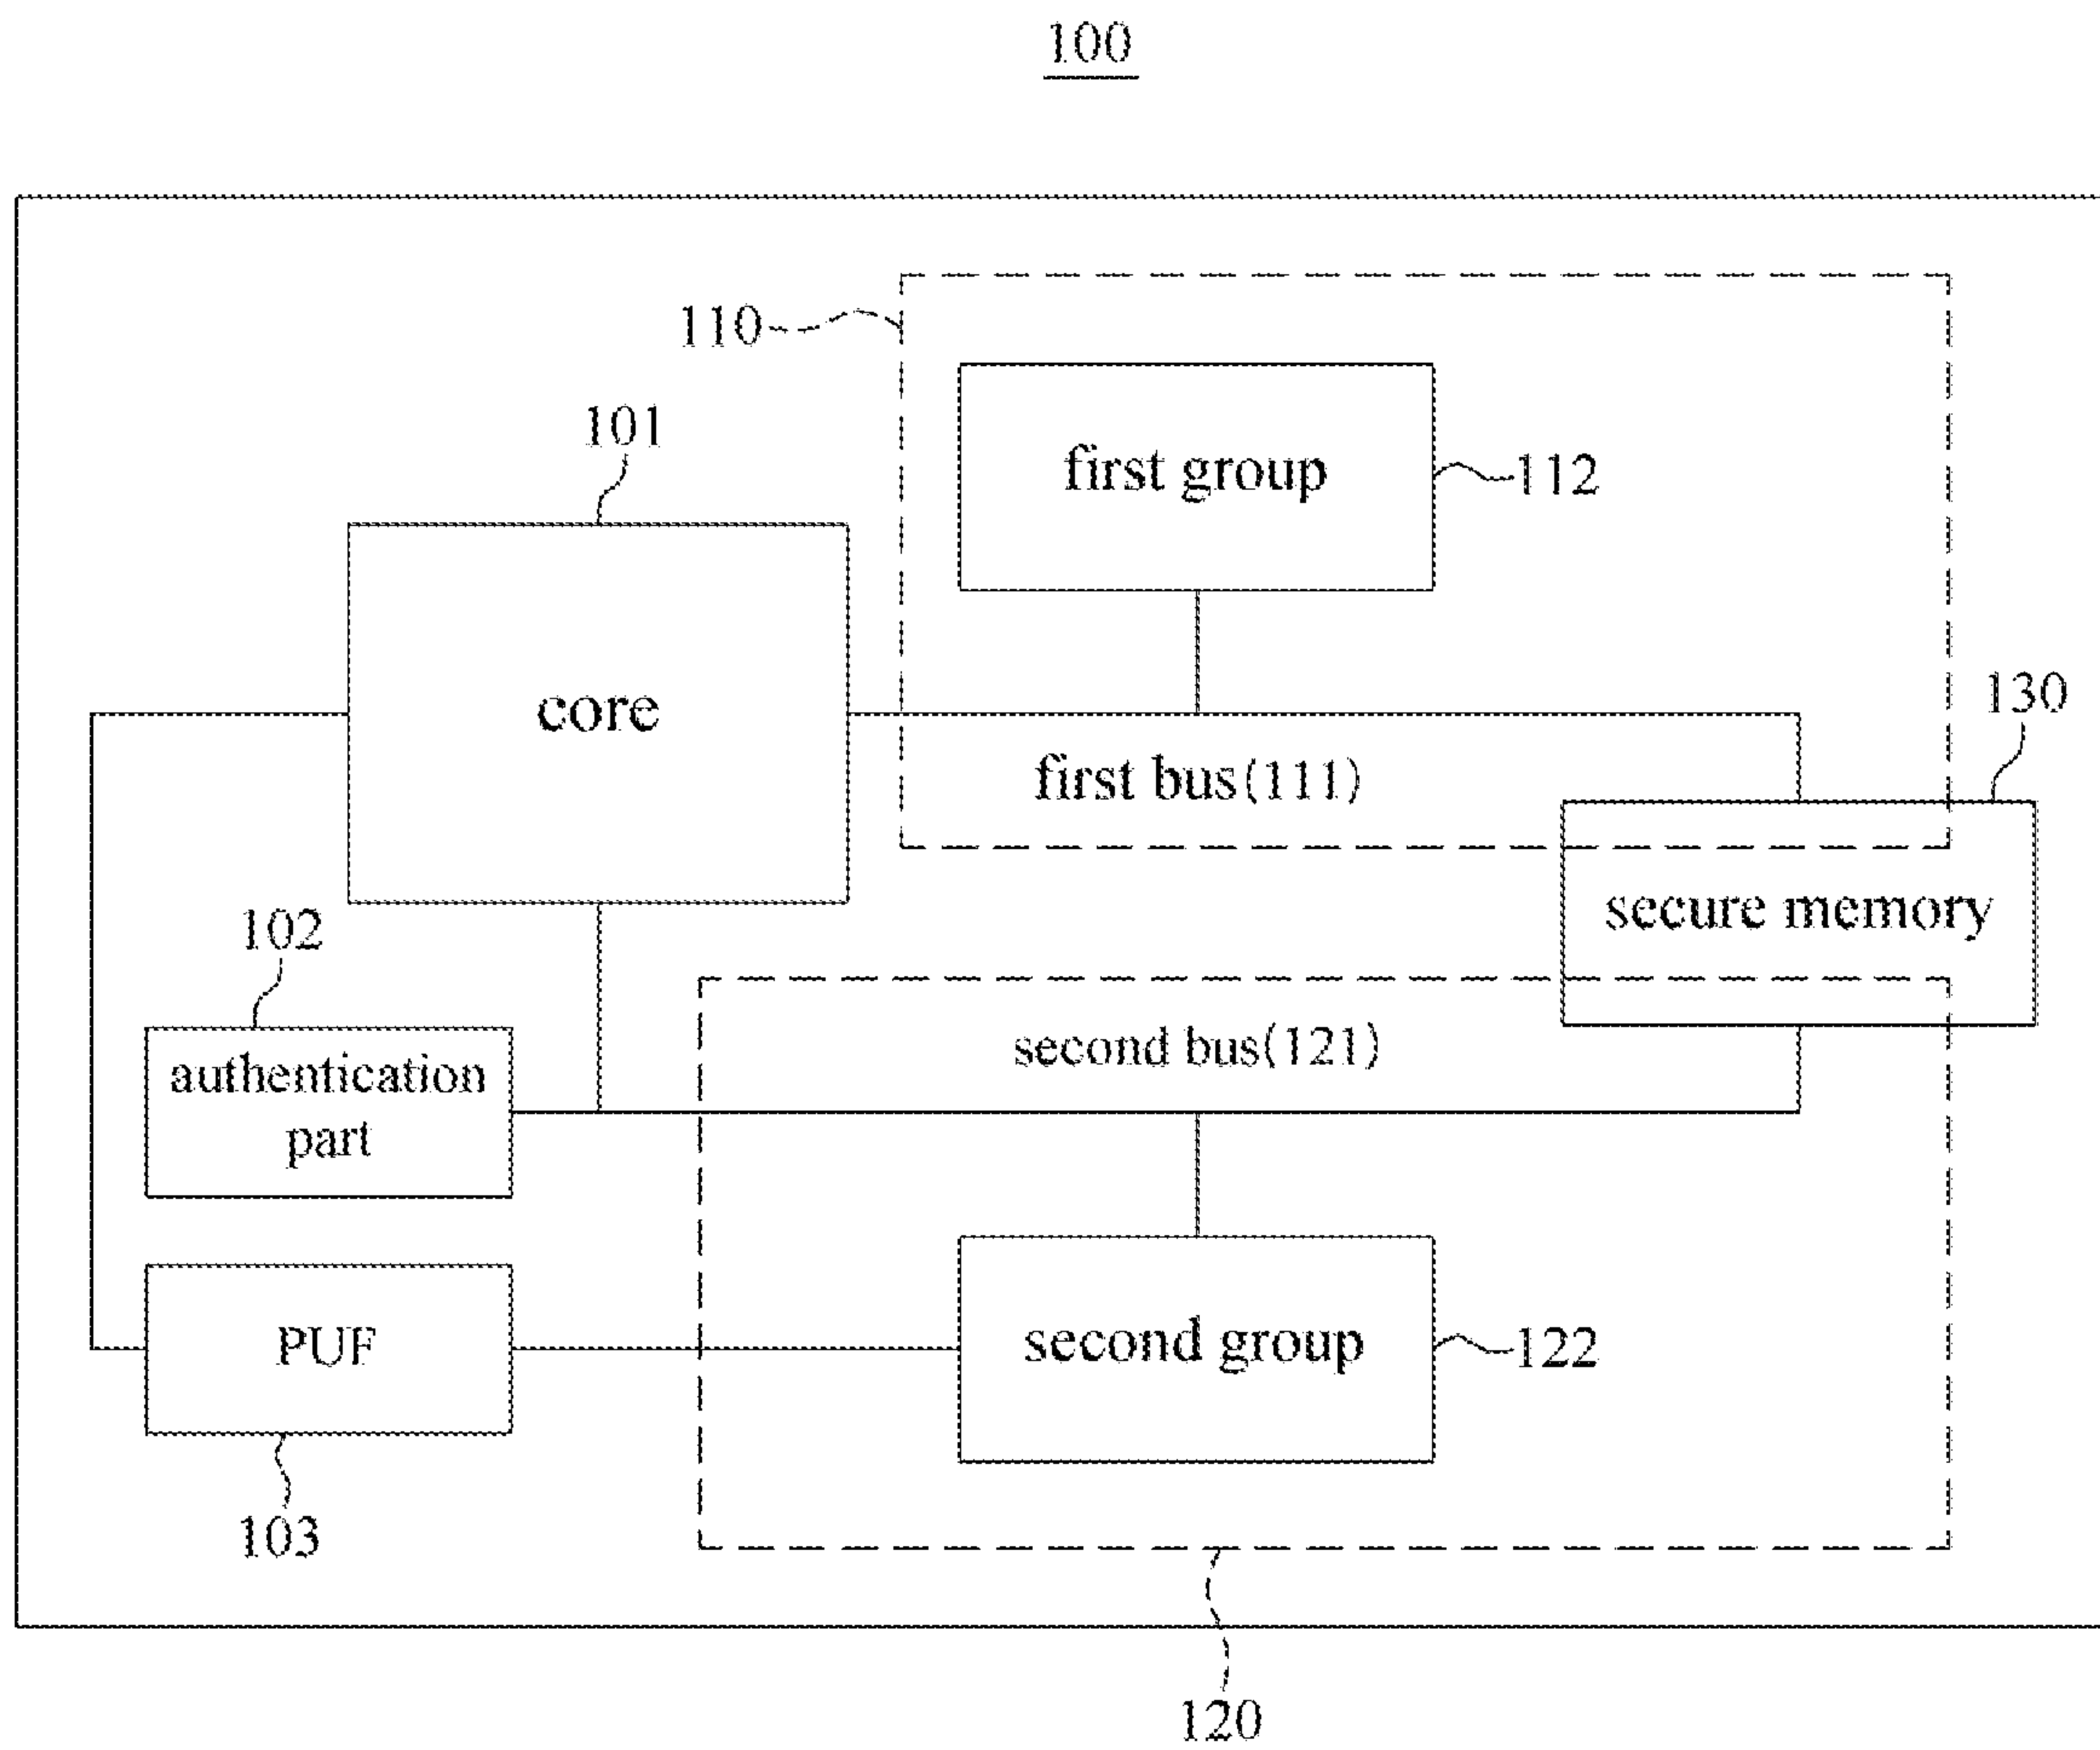 100
110
first group
112
101
core
first bus(111)
130
secure memory
102
authentication
part
second bus(121)
PUF
second group
122
103
120